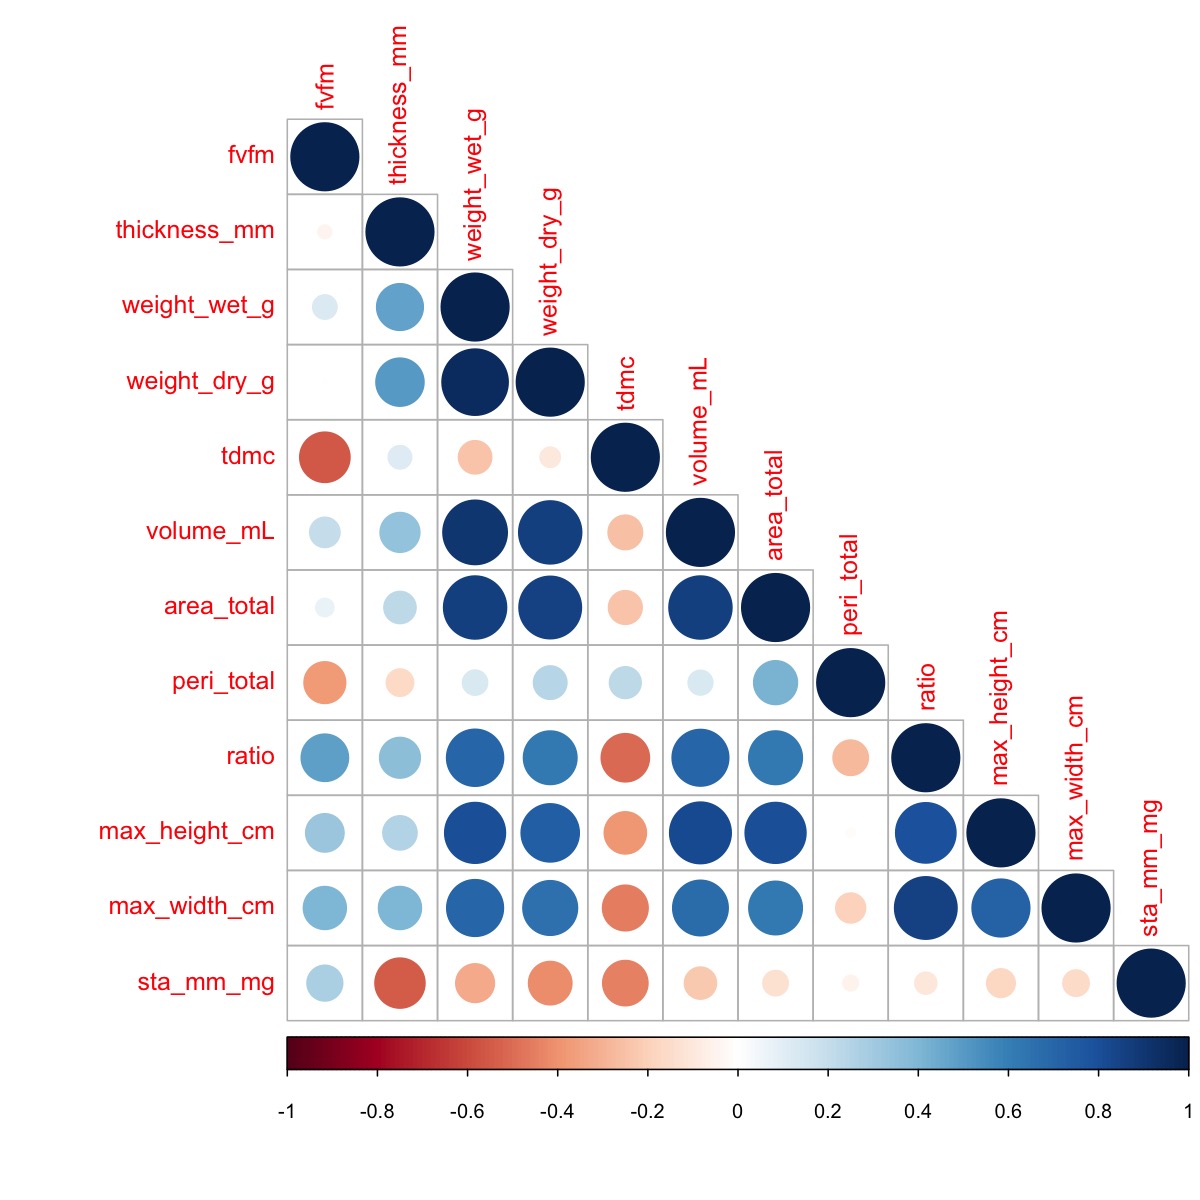 fvfm
thickness_mm
weight_wet_g
weight_dry_g
tdmc
volume_mL
area_total
peri_total
ratio
max_height_cm
max_width_cm
sta_mm_mg
fvfm
thickness_mm
weight_wet_g
weight_dry_g
tdmc
volume_mL
area_total
peri_total
ratio
max_height_cm
max_width_cm
sta_mm_mg
-1 -0.8 -0.6 -0.4 -0.2 0 0.2 0.4 0.6 0.8 1